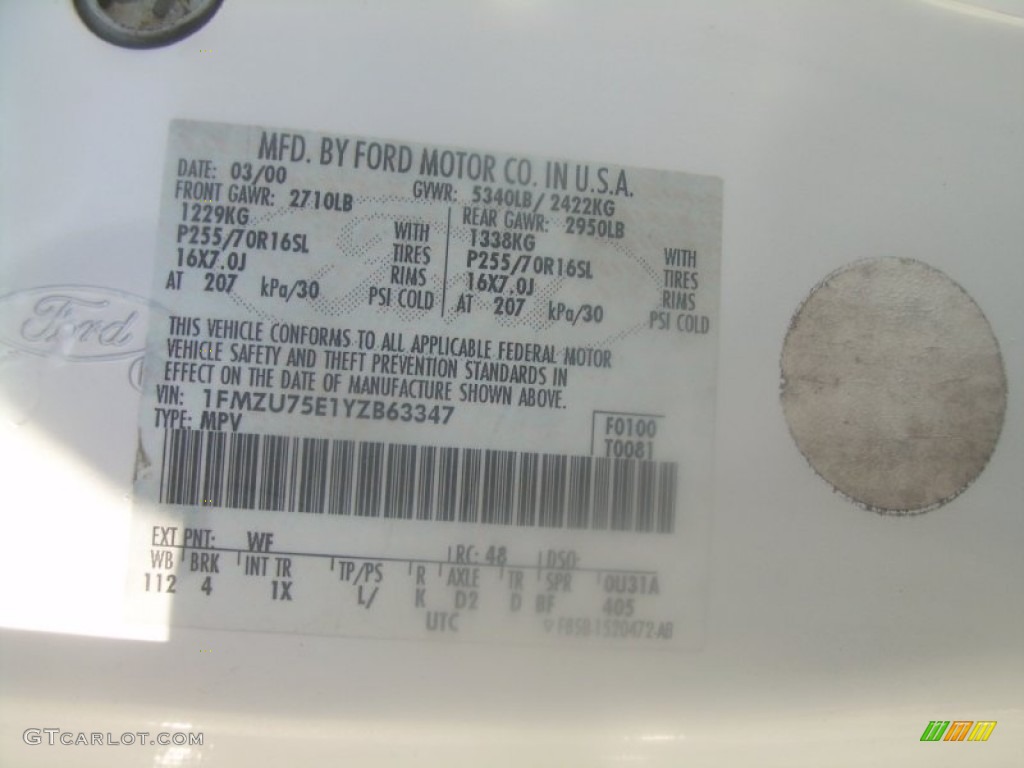 MFD. BY FORD MOTOR CO. IN U.S.A.
DATE: 03/00 GVWR: 5340LB/ 2422KG
FRONT GAWR: 2710LB REAR GAWR: 2950LB
1229KG WITH 1338KG WITH
P255/70R16SL TIRES P255/70R16SL TIRES
16X7.0J RIMS 16X7.0J RIMS
AT 207 kPa/30 PSI COLD AT 207 kPa/30 PSI COLD
Ford
THIS VEHICLE CONFORMS TO ALL APPLICABLE FEDERAL MOTOR
VEHICLE SAFETY AND THEFT PREVENTION STANDARDS IN
EFFECT ON THE DATE OF MANUFACTURE SHOWN ABOVE.
VIN: 1FMZU75E1YZB63347
TYPE: MPV
F0100
T0081
EXT PNT: WF RC: 48 DSO:
WB BRK INT TR TP/PS R AXLE TR SPR 0U31A
112 4 1X L/ K D2 D BF 405
UTC
GTCarlot.com